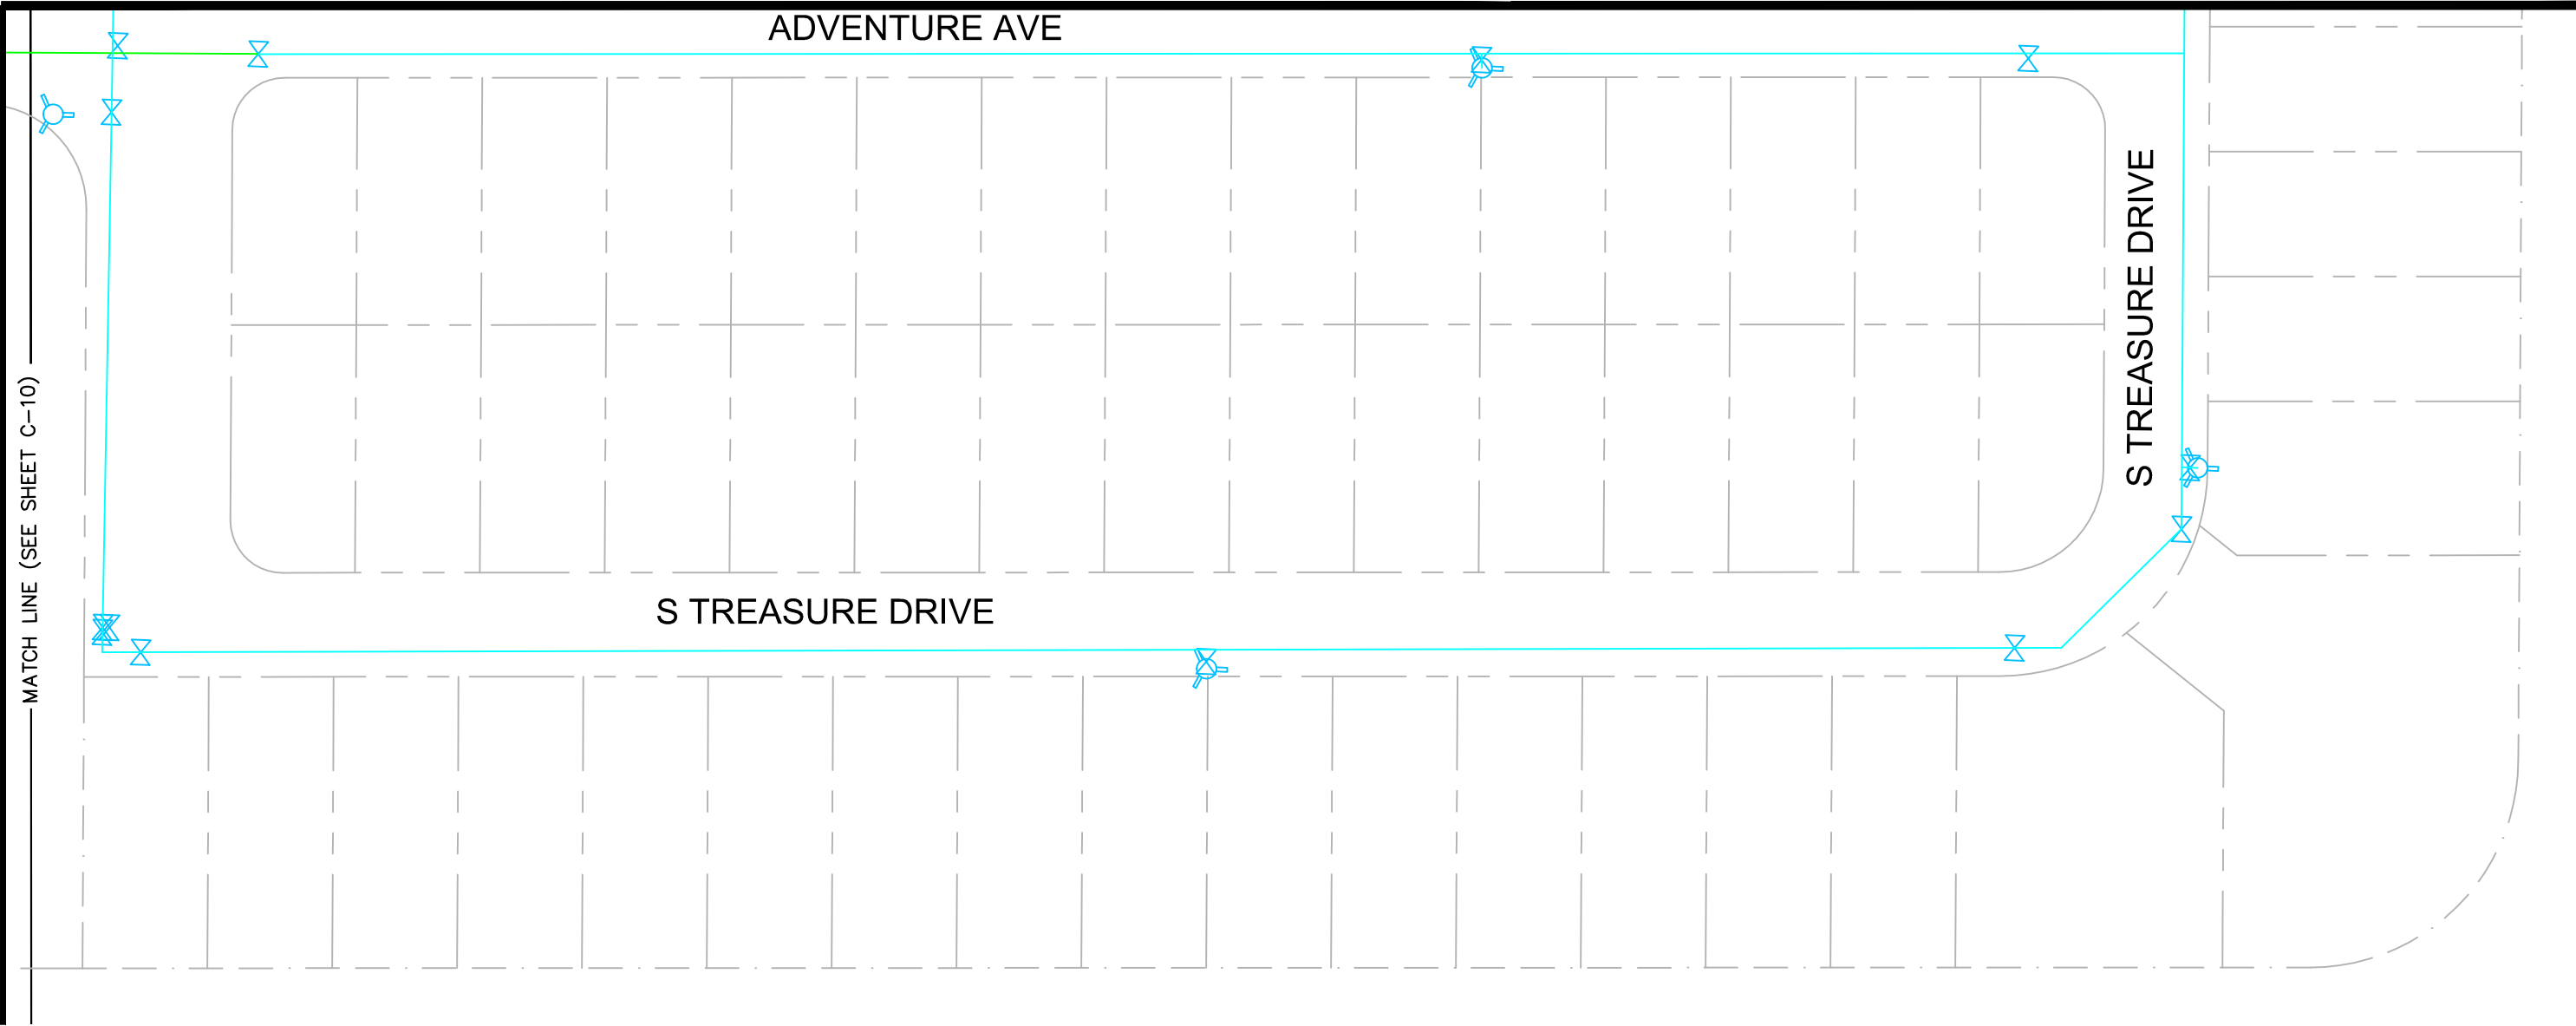 ADVENTURE AVE
S TREASURE DRIVE
MATCH LINE (SEE SHEET C-10)
S TREASURE DRIVE